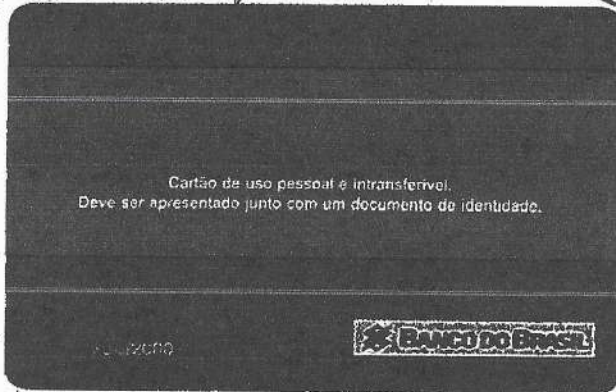 Cartão de uso pessoal e intransferível.
Deve ser apresentado junto com um documento de identidade.
BANCO DO BRASIL